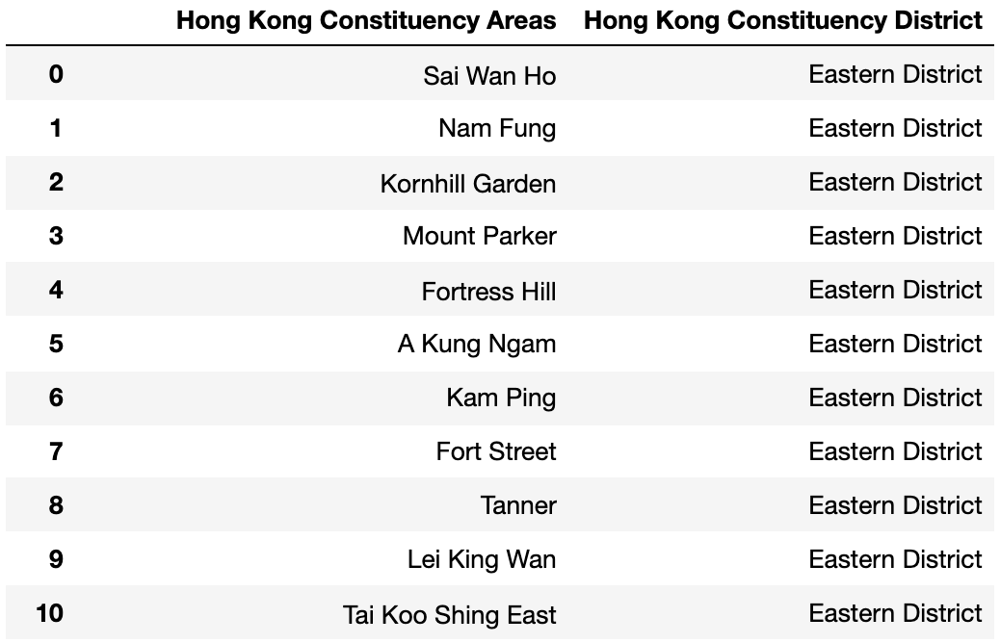 Hong Kong Constituency Areas Hong Kong Constituency District
0 Sai Wan Ho Eastern District
1 Nam Fung Eastern District
2 Kornhill Garden Eastern District
3 Mount Parker Eastern District
4 Fortress Hill Eastern District
5 A Kung Ngam Eastern District
6 Kam Ping Eastern District
7 Fort Street Eastern District
8 Tanner Eastern District
9 Lei King Wan Eastern District
10 Tai Koo Shing East Eastern District